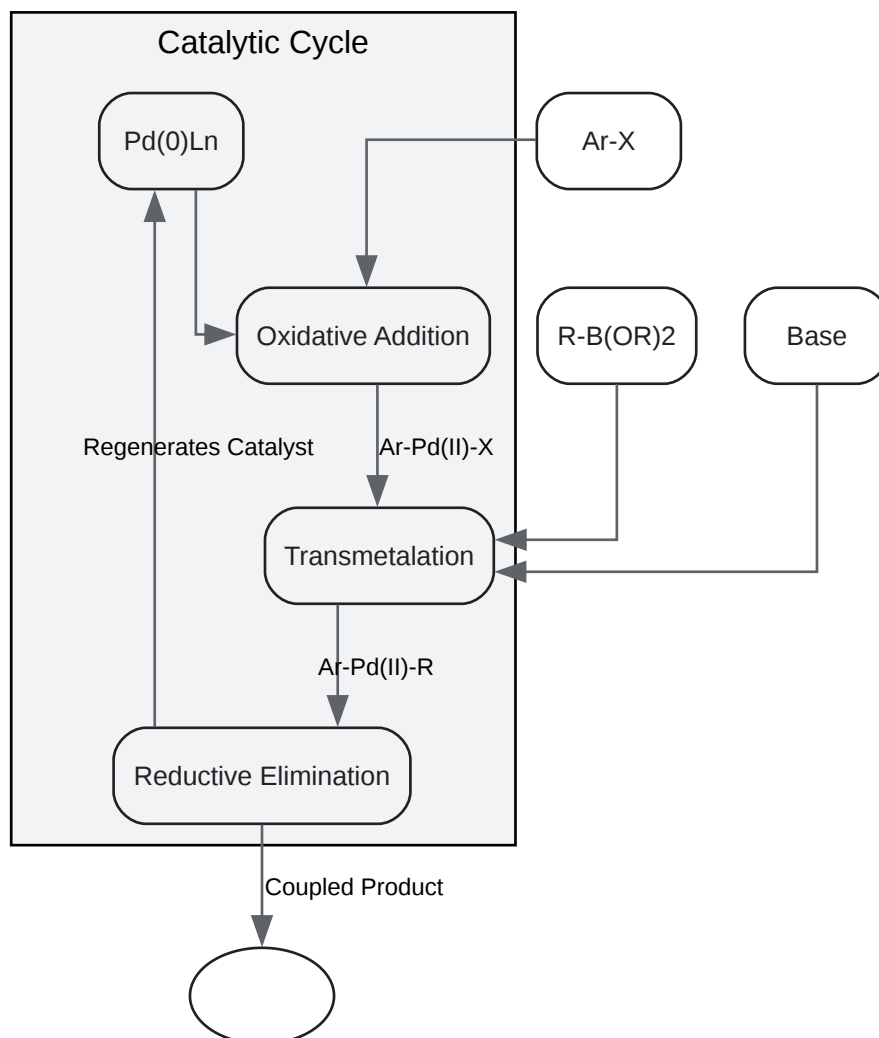 Catalytic Cycle
Pd(0)Ln
Ar-X
Oxidative Addition
R-B(OR)2
Base
Regenerates Catalyst
Ar-Pd(II)-X
Transmetalation
Ar-Pd(II)-R
Reductive Elimination
Coupled Product